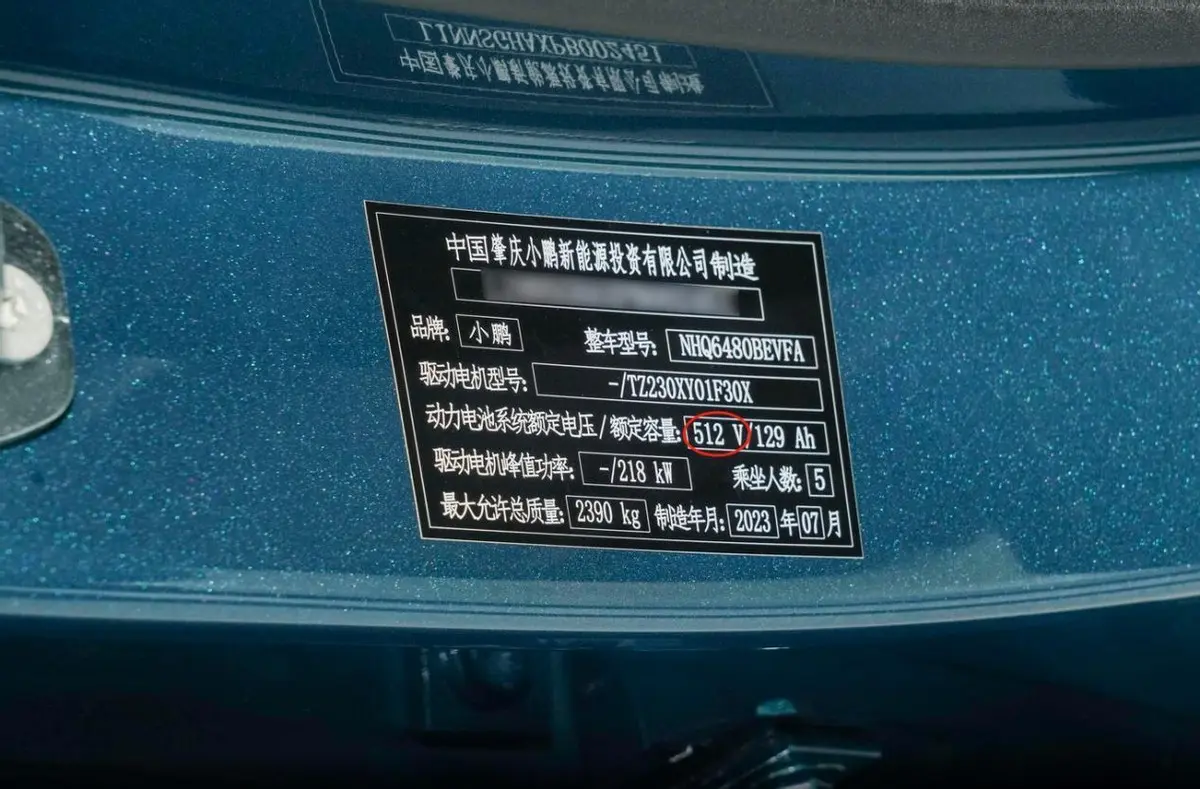 中国肇庆小鹏新能源投资有限公司制造
品牌: 小鹏 整车型号: NHQ6480BEVFA
驱动电机型号: -/TZ230XY01F30X
动力电池系统额定电压/额定容量: 512 V/129 Ah
驱动电机峰值功率: -/218 kW 乘坐人数: 5
最大允许总质量: 2390 kg 制造年月: 2023 年 07 月